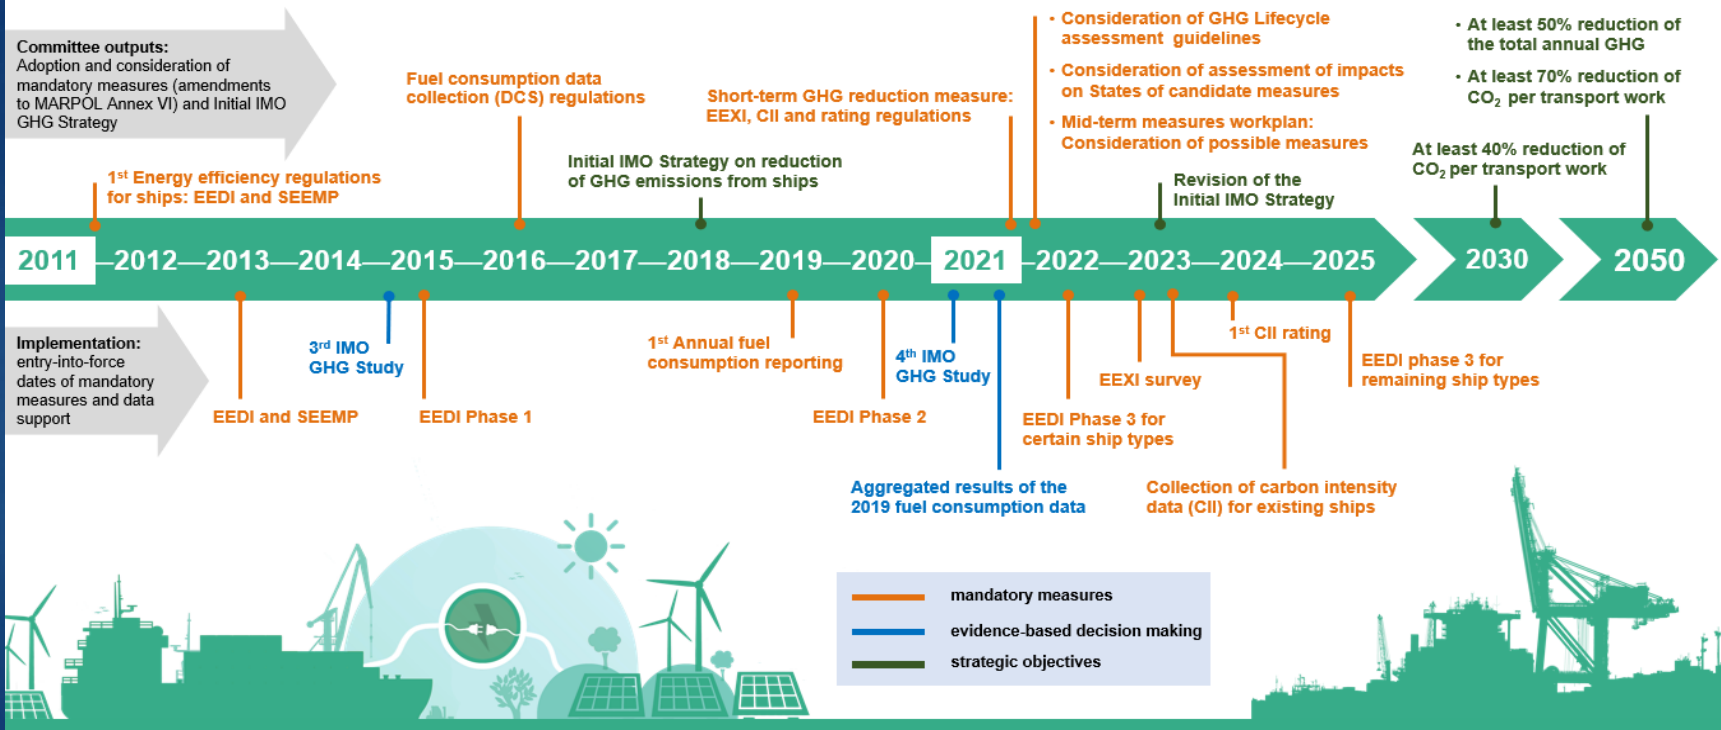 Committee outputs:
Adoption and consideration of
mandatory measures (amendments
to MARPOL Annex VI) and Initial IMO
GHG Strategy
1st Energy efficiency regulations
for ships: EEDI and SEEMP
Fuel consumption data
collection (DCS) regulations
Initial IMO Strategy on reduction
of GHG emissions from ships
Short-term GHG reduction measure:
EEXI, CII and rating regulations
• Consideration of GHG Lifecycle
assessment guidelines
• Consideration of assessment of impacts
on States of candidate measures
• Mid-term measures workplan:
Consideration of possible measures
Revision of the
Initial IMO Strategy
At least 40% reduction of
CO2 per transport work
• At least 50% reduction of
the total annual GHG
• At least 70% reduction of
CO2 per transport work
2011 2012 2013 2014 2015 2016 2017 2018 2019 2020 2021 2022 2023 2024 2025 2030 2050
Implementation:
entry-into-force
dates of mandatory
measures and data
support
EEDI and SEEMP
3rd IMO
GHG Study
EEDI Phase 1
1st Annual fuel
consumption reporting
EEDI Phase 2
4th IMO
GHG Study
Aggregated results of the
2019 fuel consumption data
EEDI Phase 3 for
certain ship types
EEXI survey
Collection of carbon intensity
data (CII) for existing ships
1st CII rating
EEDI phase 3 for
remaining ship types
mandatory measures
evidence-based decision making
strategic objectives